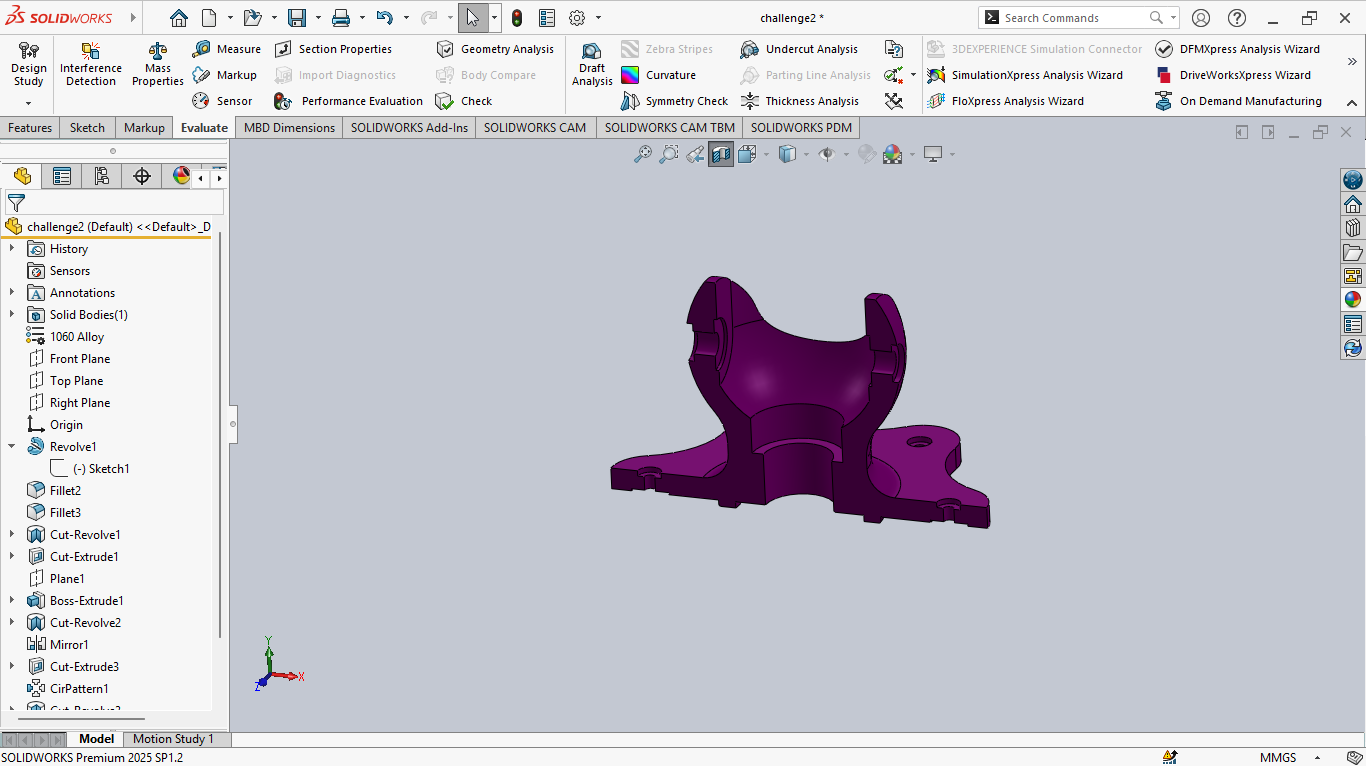 SOLIDWORKS
challenge2 *
Search Commands
Design Study
Interference Detection
Mass Properties
Measure
Markup
Sensor
Section Properties
Import Diagnostics
Performance Evaluation
Geometry Analysis
Body Compare
Check
Draft Analysis
Zebra Stripes
Curvature
Symmetry Check
Undercut Analysis
Parting Line Analysis
Thickness Analysis
3DEXPERIENCE Simulation Connector
SimulationXpress Analysis Wizard
FloXpress Analysis Wizard
DFMXpress Analysis Wizard
DriveWorksXpress Wizard
On Demand Manufacturing
Features Sketch Markup Evaluate MBD Dimensions SOLIDWORKS Add-Ins SOLIDWORKS CAM SOLIDWORKS CAM TBM SOLIDWORKS PDM
challenge2 (Default) <<Default>_D
History
Sensors
Annotations
Solid Bodies(1)
1060 Alloy
Front Plane
Top Plane
Right Plane
Origin
Revolve1
(-) Sketch1
Fillet2
Fillet3
Cut-Revolve1
Cut-Extrude1
Plane1
Boss-Extrude1
Cut-Revolve2
Mirror1
Cut-Extrude3
CirPattern1
Y
X
Z
Model Motion Study 1
SOLIDWORKS Premium 2025 SP1.2
MMGS